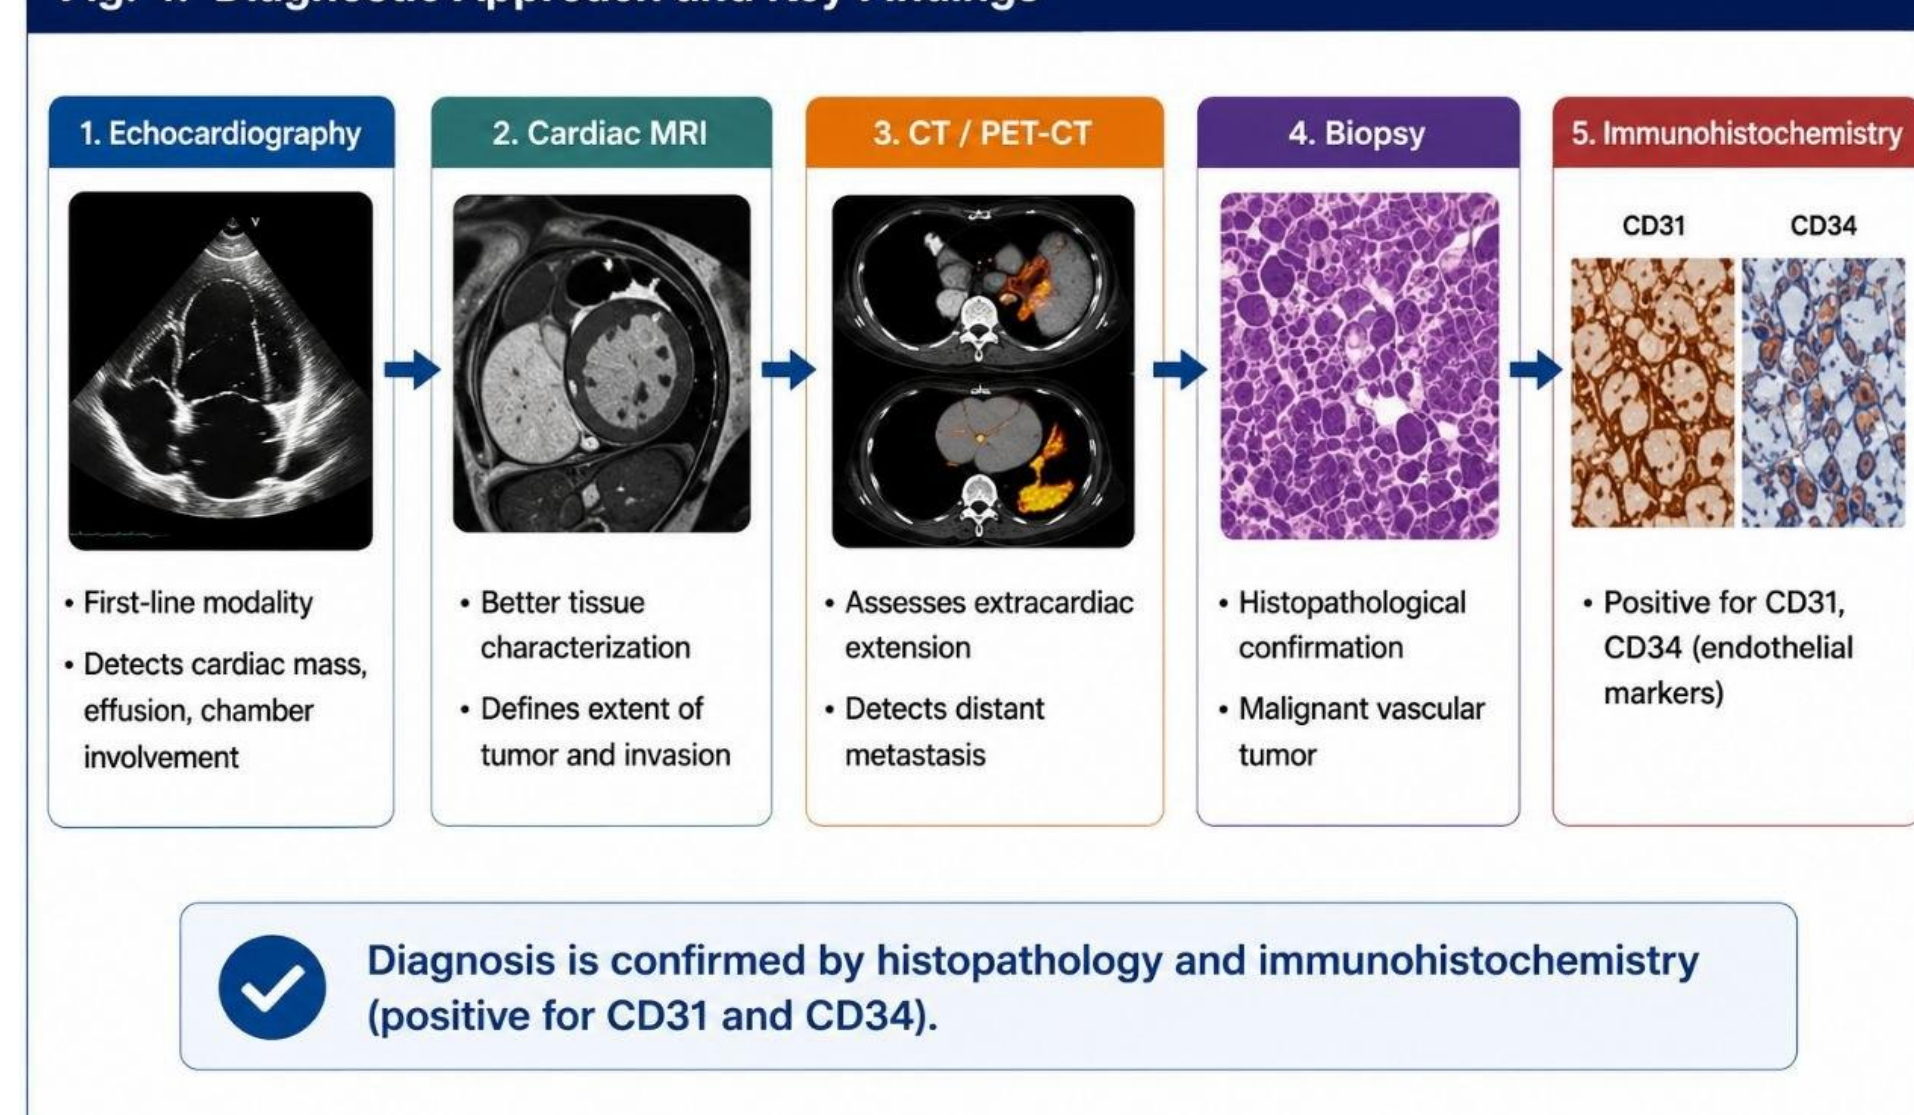 1. Echocardiography
• First-line modality
• Detects cardiac mass,
effusion, chamber
involvement
2. Cardiac MRI
• Better tissue
characterization
• Defines extent of
tumor and invasion
3. CT / PET-CT
• Assesses extracardiac
extension
• Detects distant
metastasis
4. Biopsy
• Histopathological
confirmation
• Malignant vascular
tumor
5. Immunohistochemistry
CD31 CD34
• Positive for CD31,
CD34 (endothelial
markers)
Diagnosis is confirmed by histopathology and immunohistochemistry
(positive for CD31 and CD34).